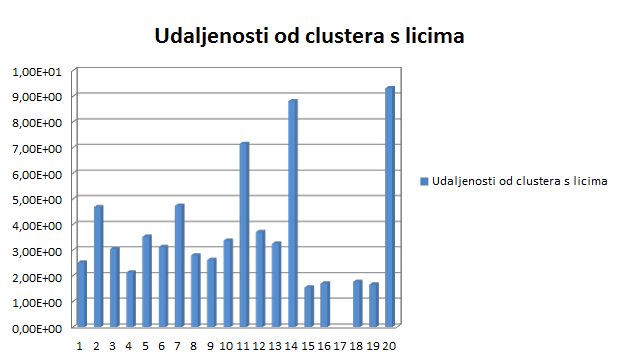 Udaljenosti od clustera s licima
1,00E+01
9,00E+00
8,00E+00
7,00E+00
6,00E+00
5,00E+00
4,00E+00
3,00E+00
2,00E+00
1,00E+00
0,00E+00
1 2 3 4 5 6 7 8 9 10 11 12 13 14 15 16 17 18 19 20
Udaljenosti od clustera s licima